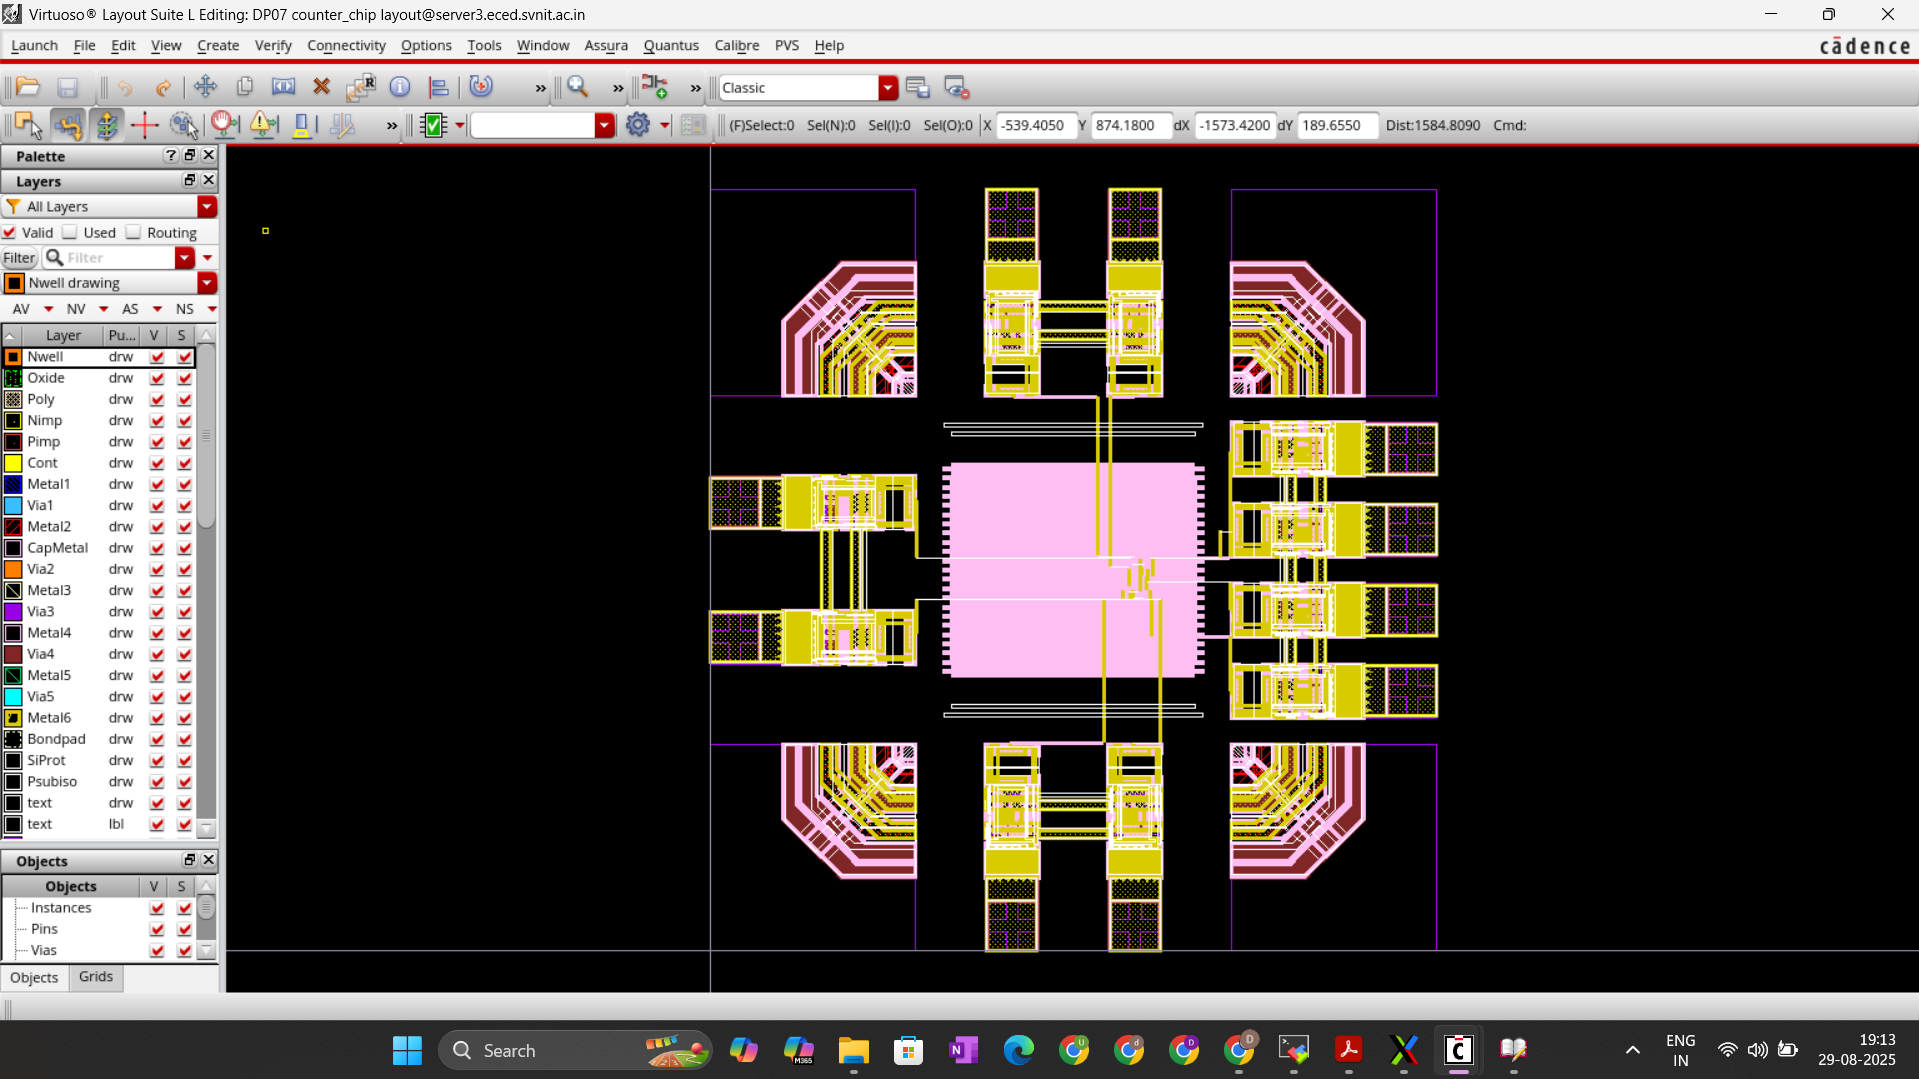 Virtuoso® Layout Suite L Editing: DP07 counter_chip layout@server3.eced.svnit.ac.in
Launch File Edit View Create Verify Connectivity Options Tools Window Assura Quantus Calibre PVS Help
cādence
R
Classic
(F)Select:0 Sel(N):0 Sel(I):0 Sel(O):0 X -539.4050 Y 874.1800 dX -1573.4200 dY 189.6550 Dist:1584.8090 Cmd:
Palette
Layers
All Layers
Valid Used Routing
Filter Filter
Nwell drawing
AV NV AS NS
Layer Pu... V S
Nwell drw
Oxide drw
Poly drw
Nimp drw
Pimp drw
Cont drw
Metal1 drw
Via1 drw
Metal2 drw
CapMetal drw
Via2 drw
Metal3 drw
Via3 drw
Metal4 drw
Via4 drw
Metal5 drw
Via5 drw
Metal6 drw
Bondpad drw
SiProt drw
Psubiso drw
text drw
text lbl
Objects
Objects V S
Instances
Pins
Vias
Objects Grids
Search
M365
N
U
d
D
D
C
ENG
IN
19:13
29-08-2025